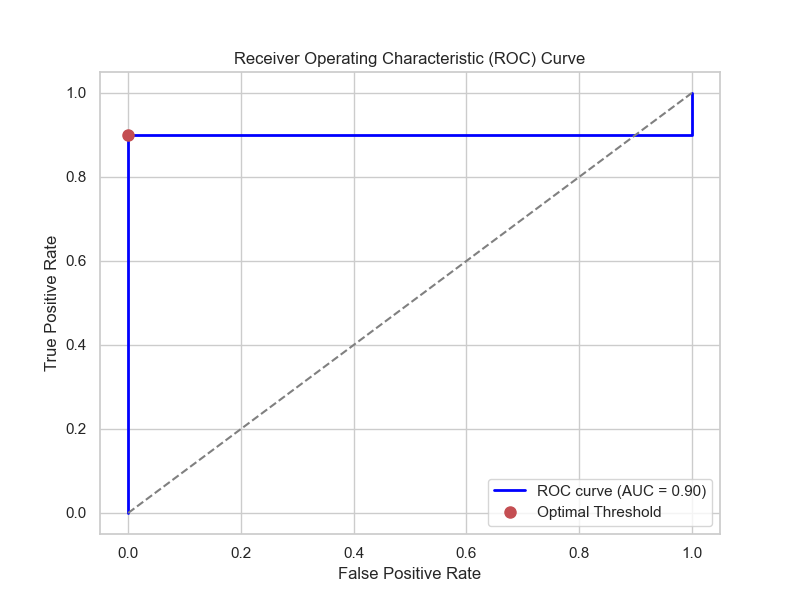 Receiver Operating Characteristic (ROC) Curve
True Positive Rate
1.0
0.8
0.6
0.4
0.2
0.0
ROC curve (AUC = 0.90)
Optimal Threshold
0.0 0.2 0.4 0.6 0.8 1.0
False Positive Rate